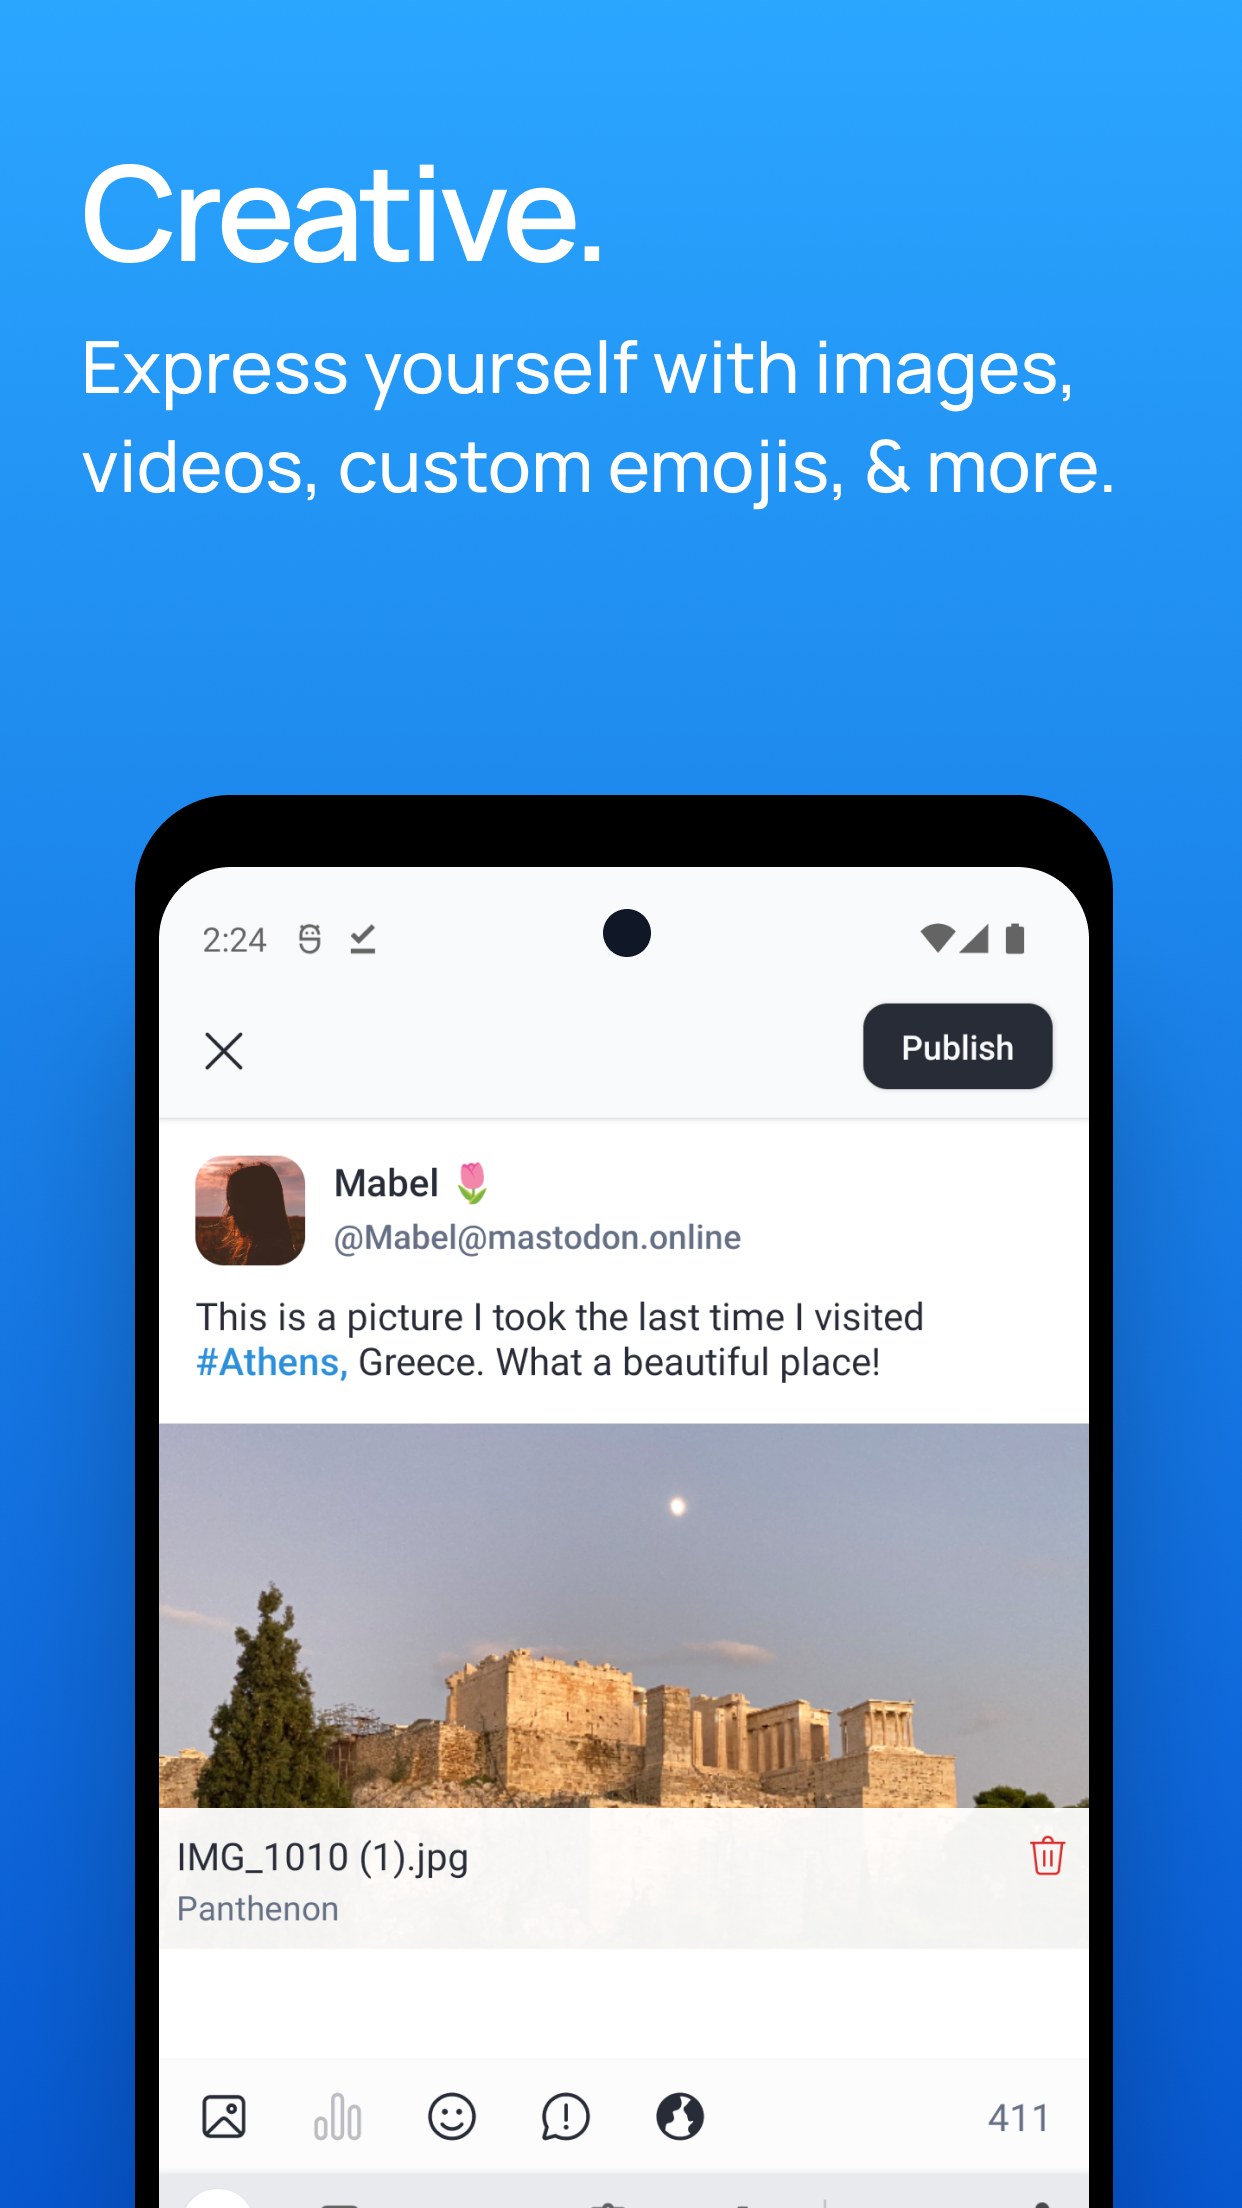 Creative.
Express yourself with images,
videos, custom emojis, & more.
2:24
Publish
Mabel 🌷
@Mabel@mastodon.online
This is a picture I took the last time I visited
#Athens, Greece. What a beautiful place!
IMG_1010 (1).jpg
Panthenon
411